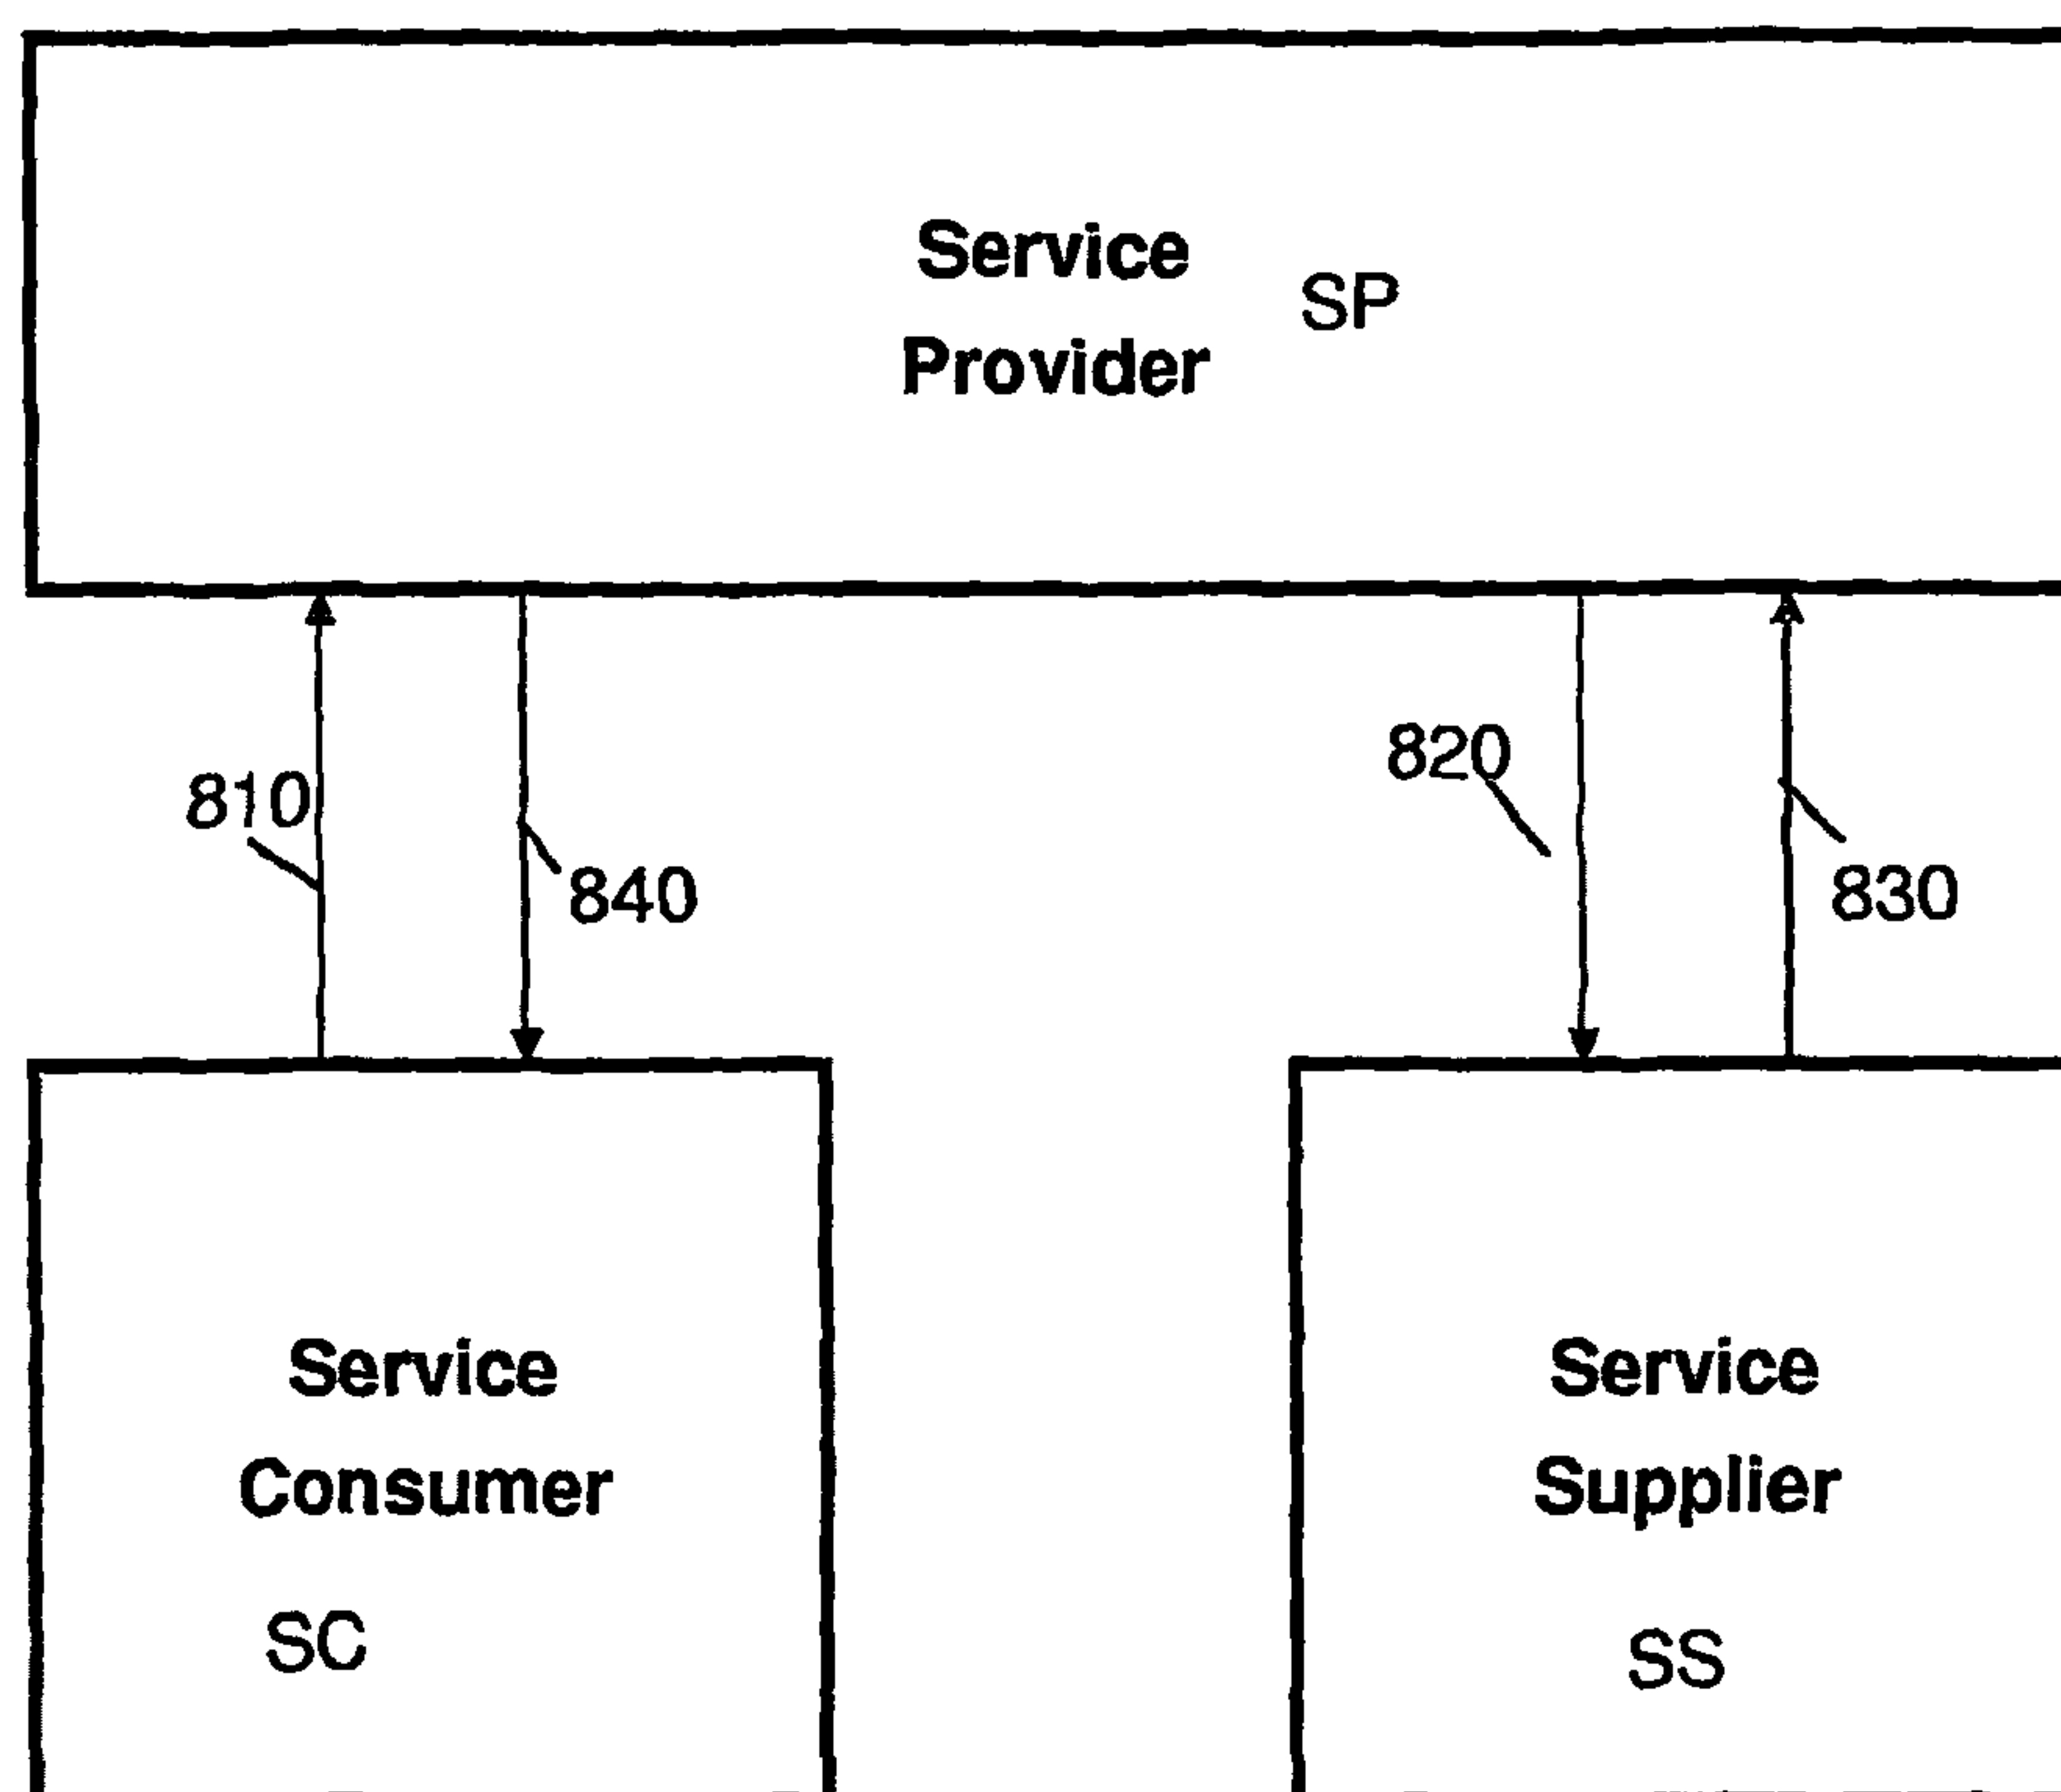 Service
Provider
SP
810
840
820
830
Service
Consumer
SC
Service
Supplier
SS